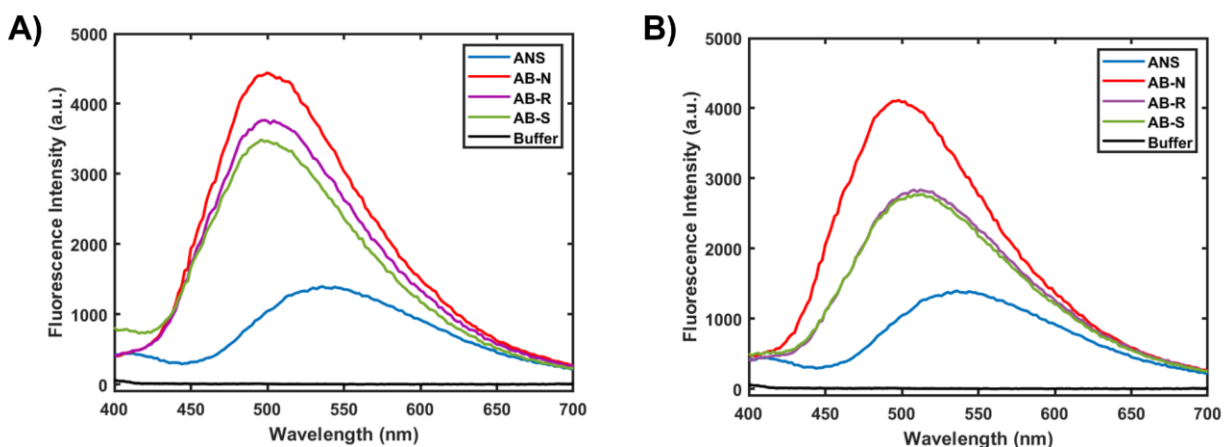 A)
Fluorescence Intensity (a.u.)
5000
4000
3000
2000
1000
0
ANS
AB-N
AB-R
AB-S
Buffer
400 450 500 550 600 650 700
Wavelength (nm)
B)
Fluorescence Intensity (a.u.)
5000
4000
3000
2000
1000
0
ANS
AB-N
AB-R
AB-S
Buffer
400 450 500 550 600 650 700
Wavelength (nm)